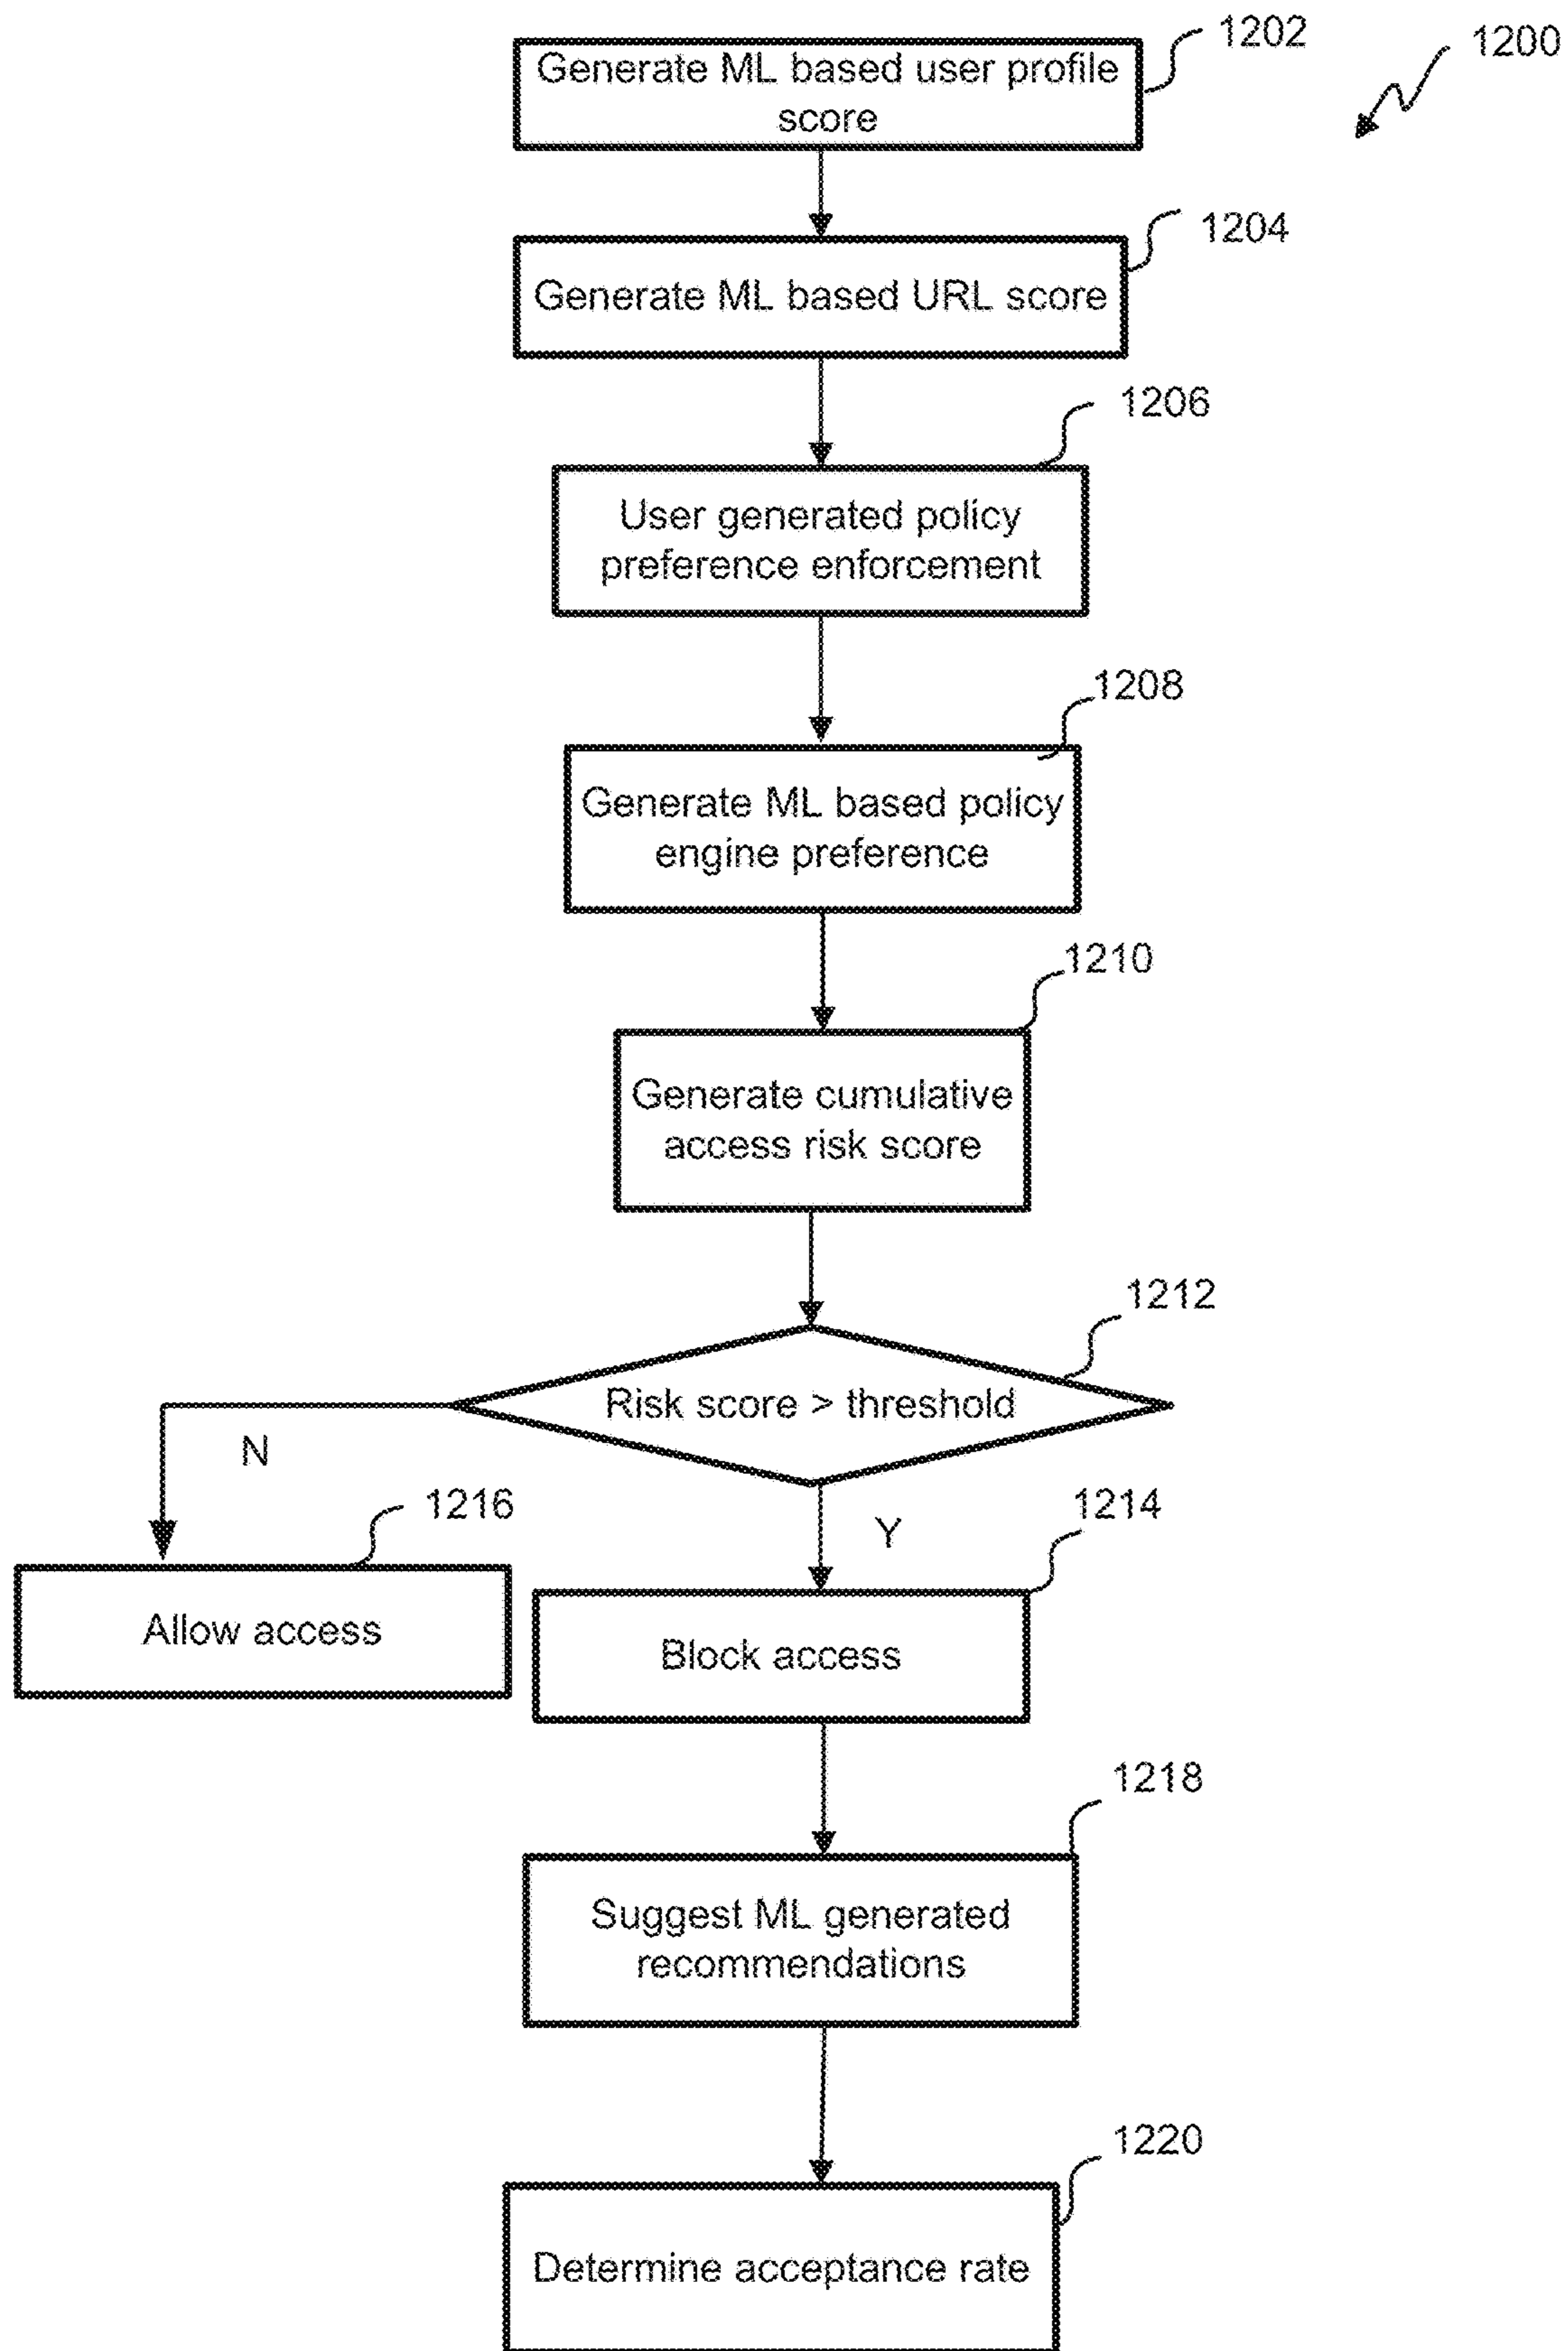 1202
1200
Generate ML based user profile
score
1204
Generate ML based URL score
1206
User generated policy
preference enforcement
1208
Generate ML based policy
engine preference
1210
Generate cumulative
access risk score
1212
Risk score > threshold
N
Y
1216
1214
Allow access
Block access
1218
Suggest ML generated
recommendations
1220
Determine acceptance rate